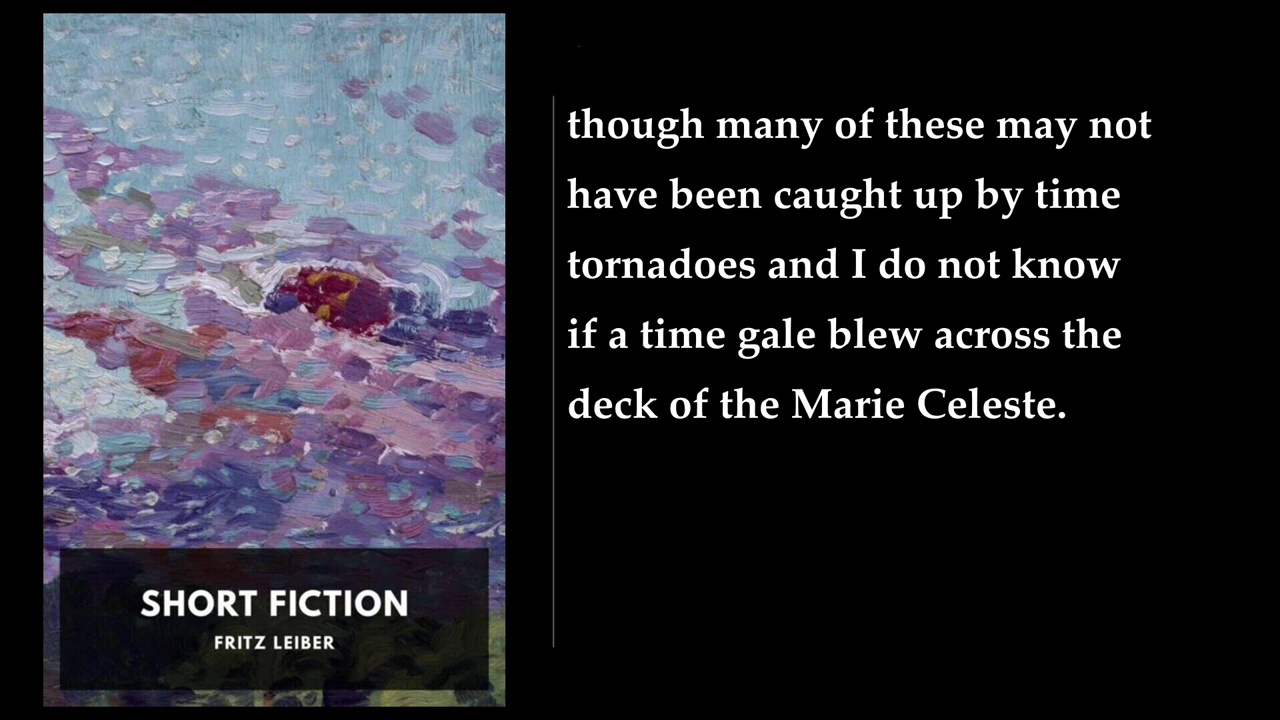 though many of these may not
have been caught up by time
tornadoes and I do not know
if a time gale blew across the
deck of the Marie Celeste.
SHORT FICTION
FRITZ LEIBER